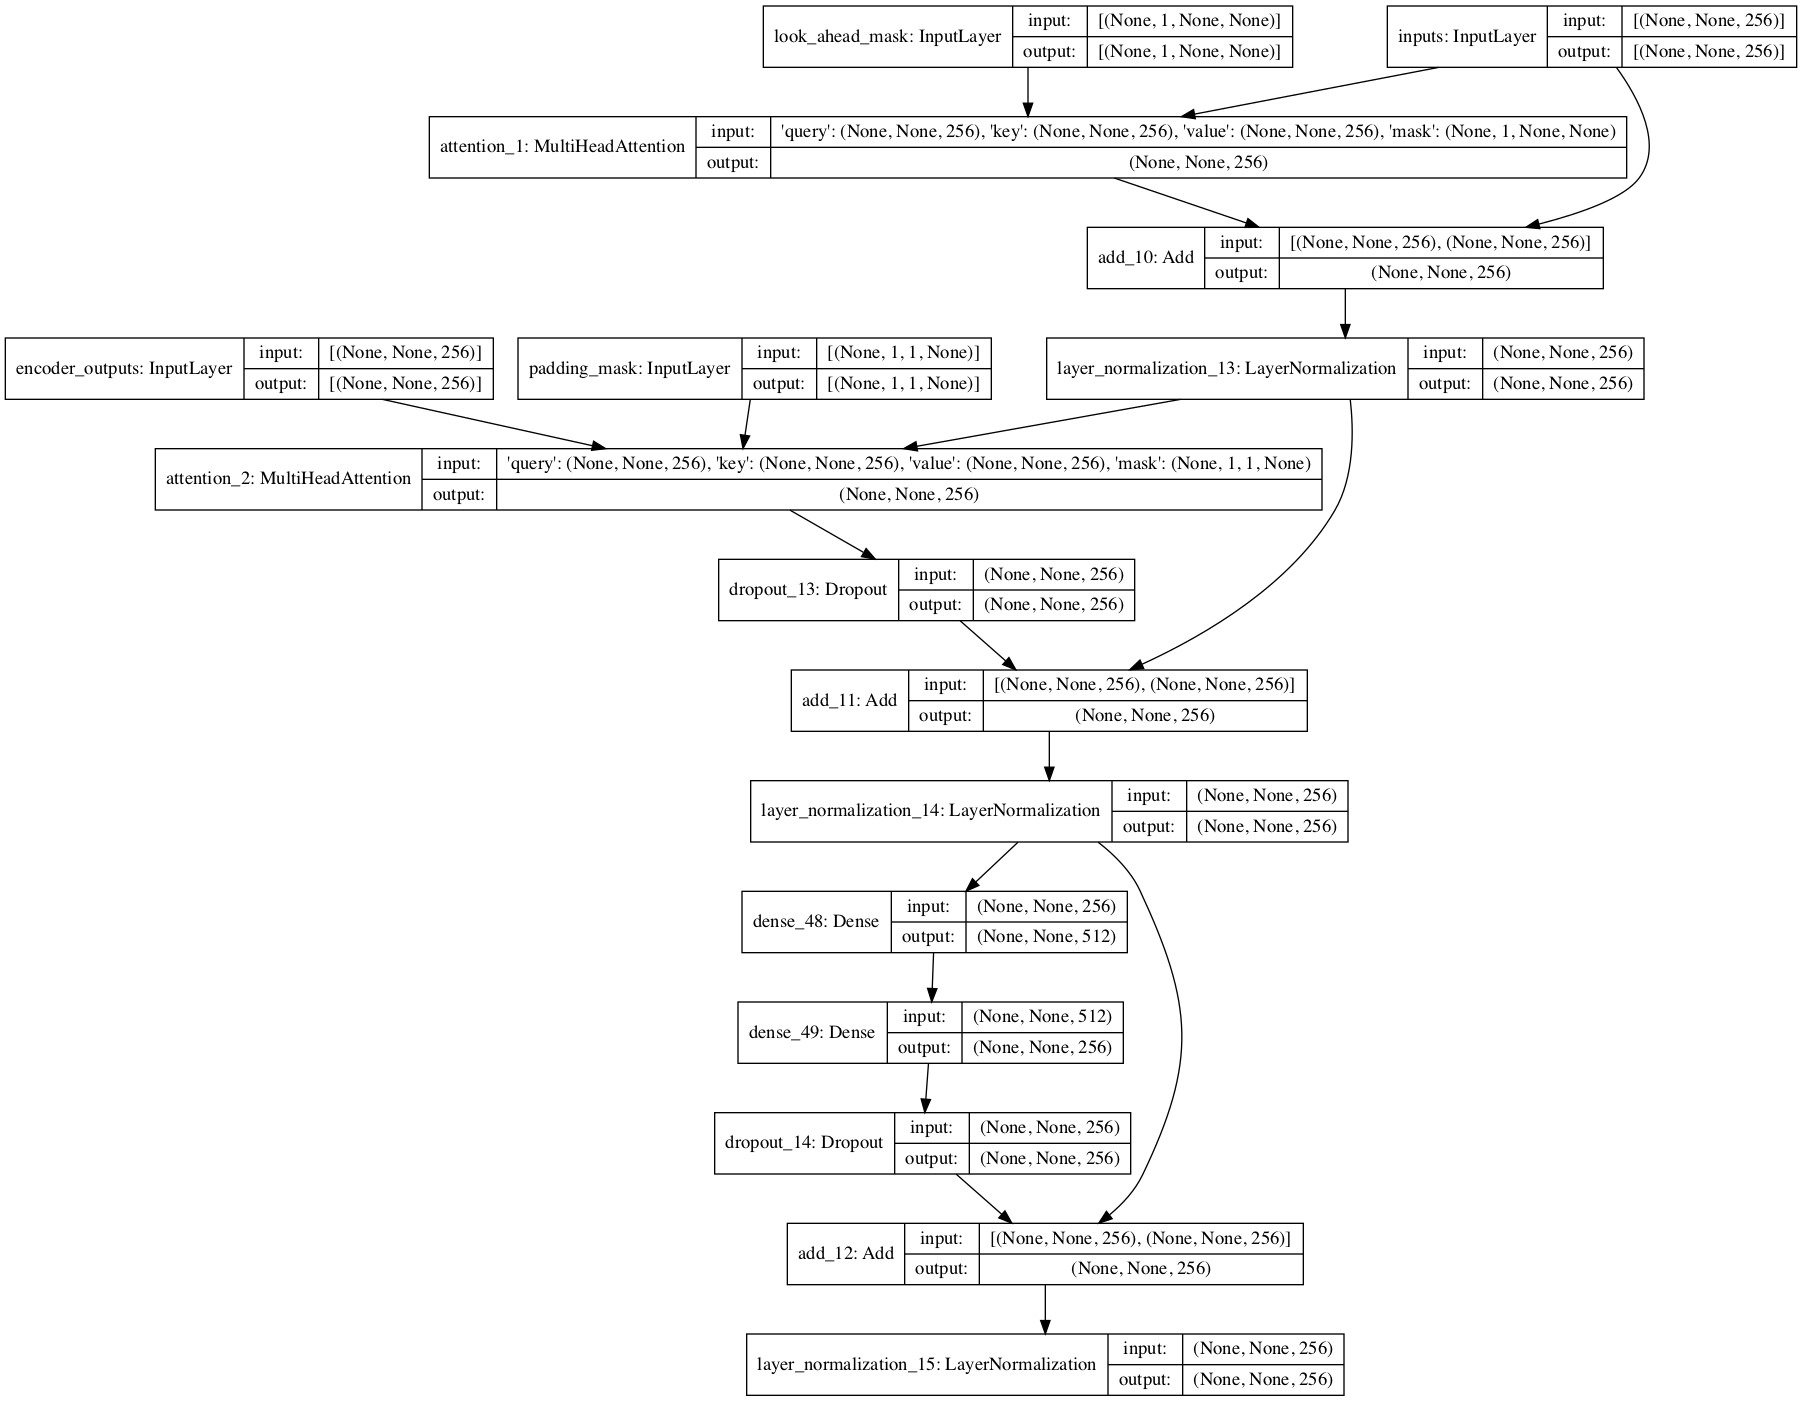 look_ahead_mask: InputLayer
input: [(None, 1, None, None)]
output: [(None, 1, None, None)]
inputs: InputLayer
input: [(None, None, 256)]
output: [(None, None, 256)]
attention_1: MultiHeadAttention
input: 'query': (None, None, 256), 'key': (None, None, 256), 'value': (None, None, 256), 'mask': (None, 1, None, None)
output: (None, None, 256)
add_10: Add
input: [(None, None, 256), (None, None, 256)]
output: (None, None, 256)
encoder_outputs: InputLayer
input: [(None, None, 256)]
output: [(None, None, 256)]
padding_mask: InputLayer
input: [(None, 1, 1, None)]
output: [(None, 1, 1, None)]
layer_normalization_13: LayerNormalization
input: (None, None, 256)
output: (None, None, 256)
attention_2: MultiHeadAttention
input: 'query': (None, None, 256), 'key': (None, None, 256), 'value': (None, None, 256), 'mask': (None, 1, 1, None)
output: (None, None, 256)
dropout_13: Dropout
input: (None, None, 256)
output: (None, None, 256)
add_11: Add
input: [(None, None, 256), (None, None, 256)]
output: (None, None, 256)
layer_normalization_14: LayerNormalization
input: (None, None, 256)
output: (None, None, 256)
dense_48: Dense
input: (None, None, 256)
output: (None, None, 512)
dense_49: Dense
input: (None, None, 512)
output: (None, None, 256)
dropout_14: Dropout
input: (None, None, 256)
output: (None, None, 256)
add_12: Add
input: [(None, None, 256), (None, None, 256)]
output: (None, None, 256)
layer_normalization_15: LayerNormalization
input: (None, None, 256)
output: (None, None, 256)